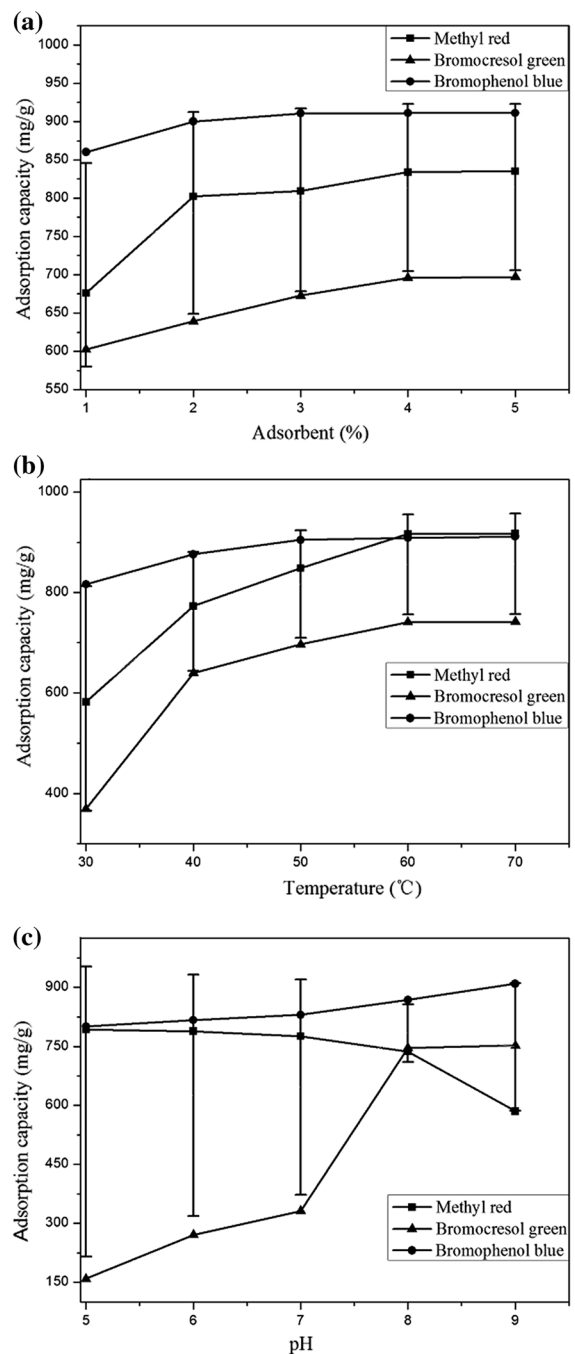 (a)
Adsorption capacity (mg/g)
1000
950
900
850
800
750
700
650
600
550
Methyl red
Bromocresol green
Bromophenol blue
1 2 3 4 5
Adsorbent (%)
(b)
Adsorption capacity (mg/g)
1000
800
600
400
Methyl red
Bromocresol green
Bromophenol blue
30 40 50 60 70
Temperature (℃)
(c)
Adsorption capacity (mg/g)
900
750
600
450
300
150
Methyl red
Bromocresol green
Bromophenol blue
5 6 7 8 9
pH